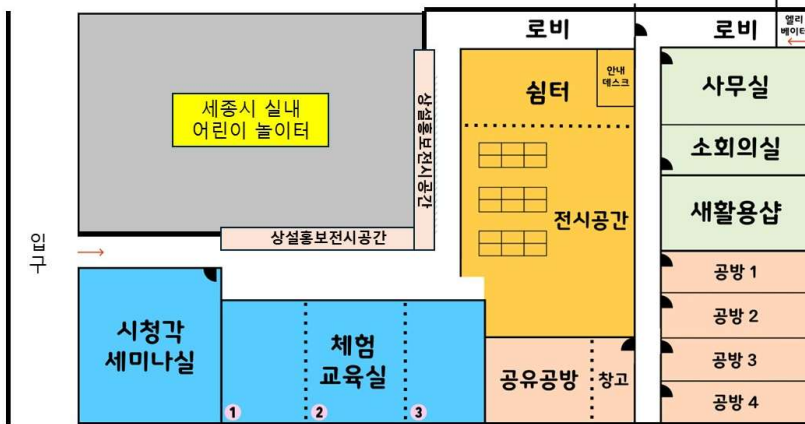 로비
로비
엘리
베이터
세종시 실내
어린이 놀이터
상설홍보전시공간
쉼터
안내
데스크
사무실
소회의실
전시공간
새활용샵
입구
상설홍보전시공간
공방 1
공방 2
시청각
세미나실
체험
교육실
공유공방
창고
공방 3
공방 4
1
2
3